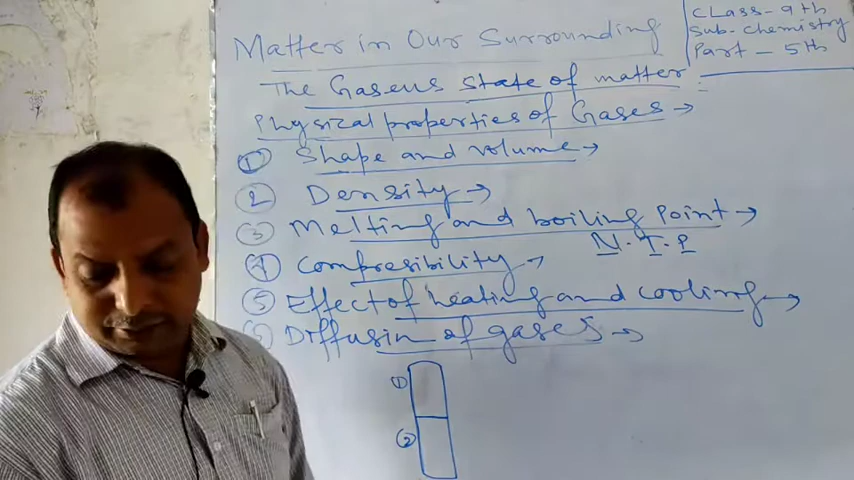 Matter in Our Surrounding
CLass - 9th
Sub - Chemistry
Part - 5th
The Gaseus state of matter
Physical properties of Gases →
① Shape and volume →
② Density →
③ Melting and boiling Point →
N.T.P
④ Compresibility →
⑤ Effect of heating and cooling →
⑥ Diffusin of gases →
①
②